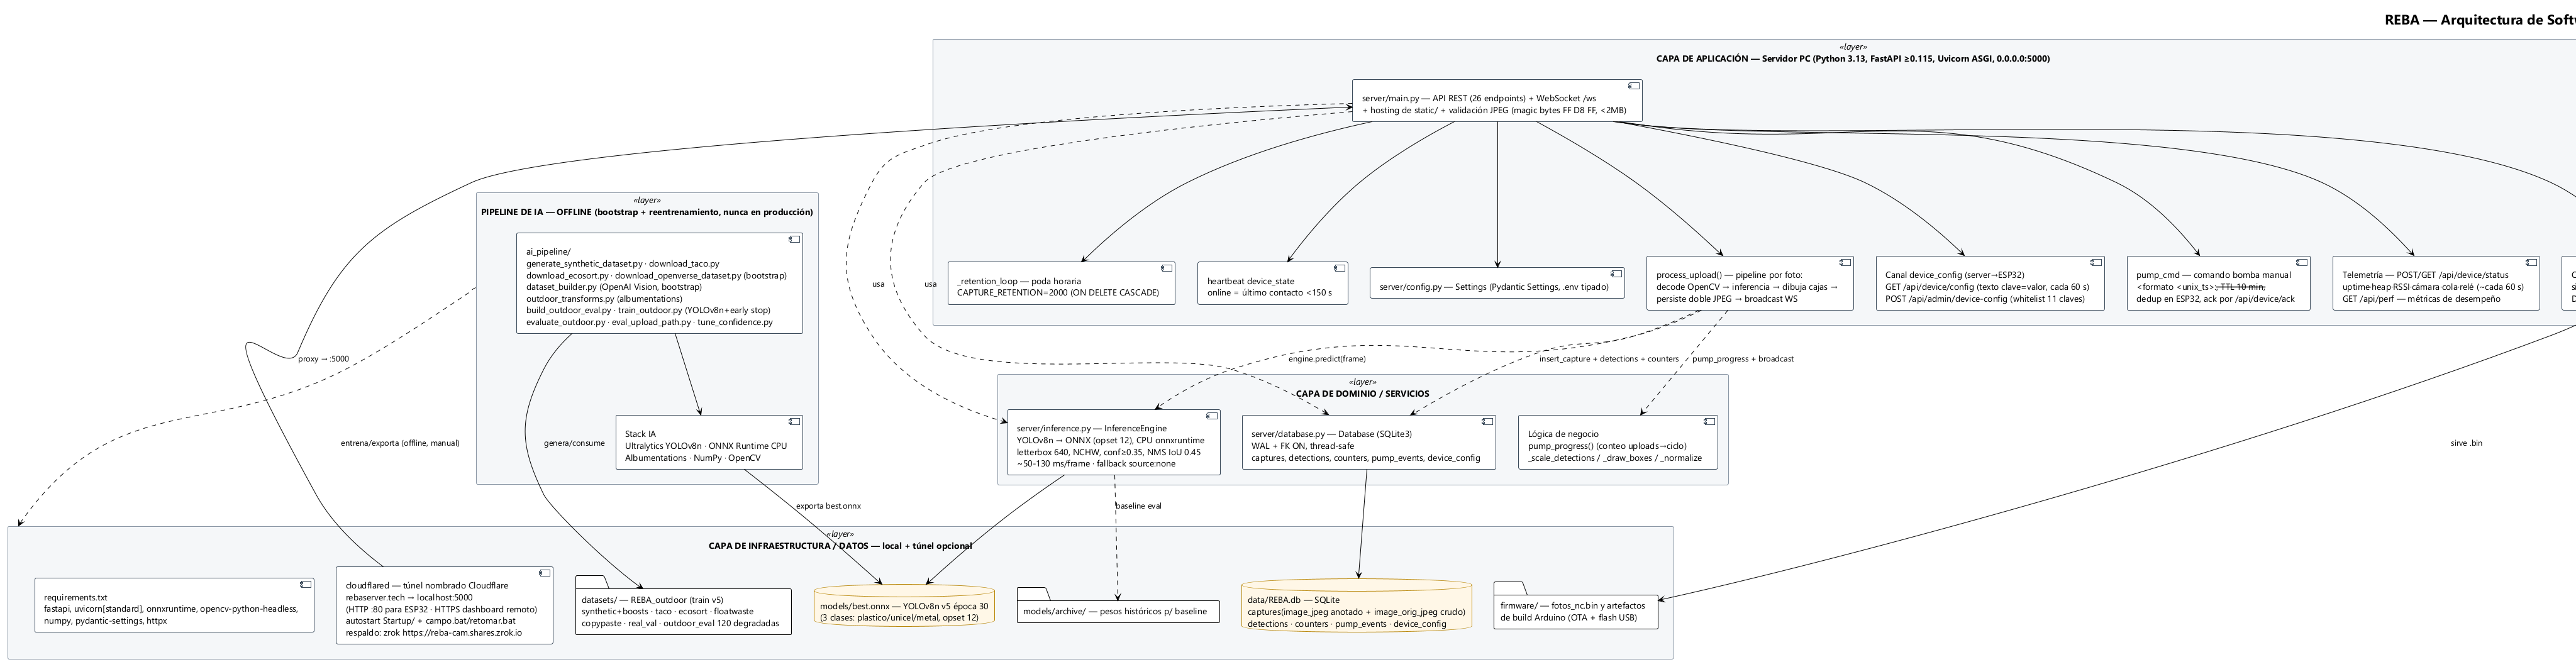 REBA — Arquitectura de Soft
«layer»
CAPA DE APLICACIÓN — Servidor PC (Python 3.13, FastAPI ≥0.115, Uvicorn ASGI, 0.0.0.0:5000)
server/main.py — API REST (26 endpoints) + WebSocket /ws
+ hosting de static/ + validación JPEG (magic bytes FF D8 FF, <2MB)
_retention_loop — poda horaria
CAPTURE_RETENTION=2000 (ON DELETE CASCADE)
heartbeat device_state
online = último contacto <150 s
server/config.py — Settings (Pydantic Settings, .env tipado)
process_upload() — pipeline por foto:
decode OpenCV → inferencia → dibuja cajas →
persiste doble JPEG → broadcast WS
Canal device_config (server→ESP32)
GET /api/device/config (texto clave=valor, cada 60 s)
POST /api/admin/device-config (whitelist 11 claves)
pump_cmd — comando bomba manual
<formato <unix_ts>:, TTL 10 min,
dedup en ESP32, ack por /api/device/ack
Telemetría — POST/GET /api/device/status
uptime·heap·RSSI·cámara·cola·relé (~cada 60 s)
GET /api/perf — métricas de desempeño
«layer»
PIPELINE DE IA — OFFLINE (bootstrap + reentrenamiento, nunca en producción)
ai_pipeline/
generate_synthetic_dataset.py · download_taco.py
download_ecosort.py · download_openverse_dataset.py (bootstrap)
dataset_builder.py (OpenAI Vision, bootstrap)
outdoor_transforms.py (albumentations)
build_outdoor_eval.py · train_outdoor.py (YOLOv8n+early stop)
evaluate_outdoor.py · eval_upload_path.py · tune_confidence.py
Stack IA
Ultralytics YOLOv8n · ONNX Runtime CPU
Albumentations · NumPy · OpenCV
usa
usa
proxy → :5000
engine.predict(frame)
insert_capture + detections + counters
pump_progress + broadcast
«layer»
CAPA DE DOMINIO / SERVICIOS
server/inference.py — InferenceEngine
YOLOv8n → ONNX (opset 12), CPU onnxruntime
letterbox 640, NCHW, conf≥0.35, NMS IoU 0.45
~50-130 ms/frame · fallback source:none
server/database.py — Database (SQLite3)
WAL + FK ON, thread-safe
captures, detections, counters, pump_events, device_config
Lógica de negocio
pump_progress() (conteo uploads→ciclo)
_scale_detections / _draw_boxes / _normalize
entrena/exporta (offline, manual)
genera/consume
sirve .bin
exporta best.onnx
baseline eval
«layer»
CAPA DE INFRAESTRUCTURA / DATOS — local + túnel opcional
requirements.txt
fastapi, uvicorn[standard], onnxruntime, opencv-python-headless,
numpy, pydantic-settings, httpx
cloudflared — túnel nombrado Cloudflare
rebaserver.tech → localhost:5000
(HTTP :80 para ESP32 · HTTPS dashboard remoto)
autostart Startup/ + campo.bat/retomar.bat
respaldo: zrok https://reba-cam.shares.zrok.io
datasets/ — REBA_outdoor (train v5)
synthetic+boosts · taco · ecosort · floatwaste
copypaste · real_val · outdoor_eval 120 degradadas
models/best.onnx — YOLOv8n v5 época 30
(3 clases: plastico/unicel/metal, opset 12)
models/archive/ — pesos históricos p/ baseline
data/REBA.db — SQLite
captures(image_jpeg anotado + image_orig_jpeg crudo)
detections · counters · pump_events · device_config
firmware/ — fotos_nc.bin y artefactos
de build Arduino (OTA + flash USB)